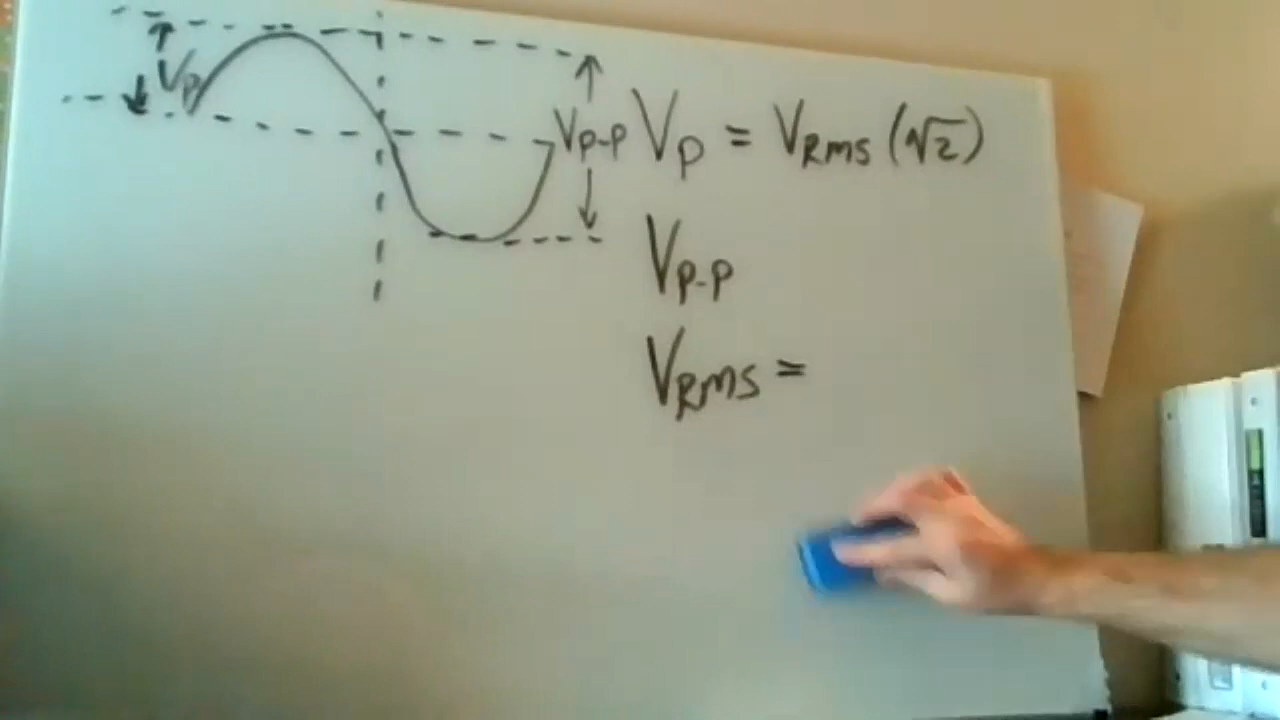 Vp
Vp-p
Vp = VRms (√2)
Vp-p
VRms =